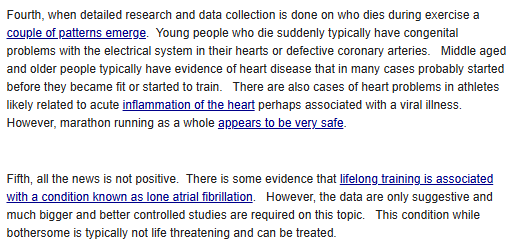 Fourth, when detailed research and data collection is done on who dies during exercise a
couple of patterns emerge.  Young people who die suddenly typically have congenital
problems with the electrical system in their hearts or defective coronary arteries.   Middle aged
and older people typically have evidence of heart disease that in many cases probably started
before they became fit or started to train.   There are also cases of heart problems in athletes
likely related to acute inflammation of the heart perhaps associated with a viral illness.
However, marathon running as a whole appears to be very safe.
Fifth, all the news is not positive.  There is some evidence that lifelong training is associated
with a condition known as lone atrial fibrillation.   However, the data are only suggestive and
much bigger and better controlled studies are required on this topic.   This condition while
bothersome is typically not life threatening and can be treated.